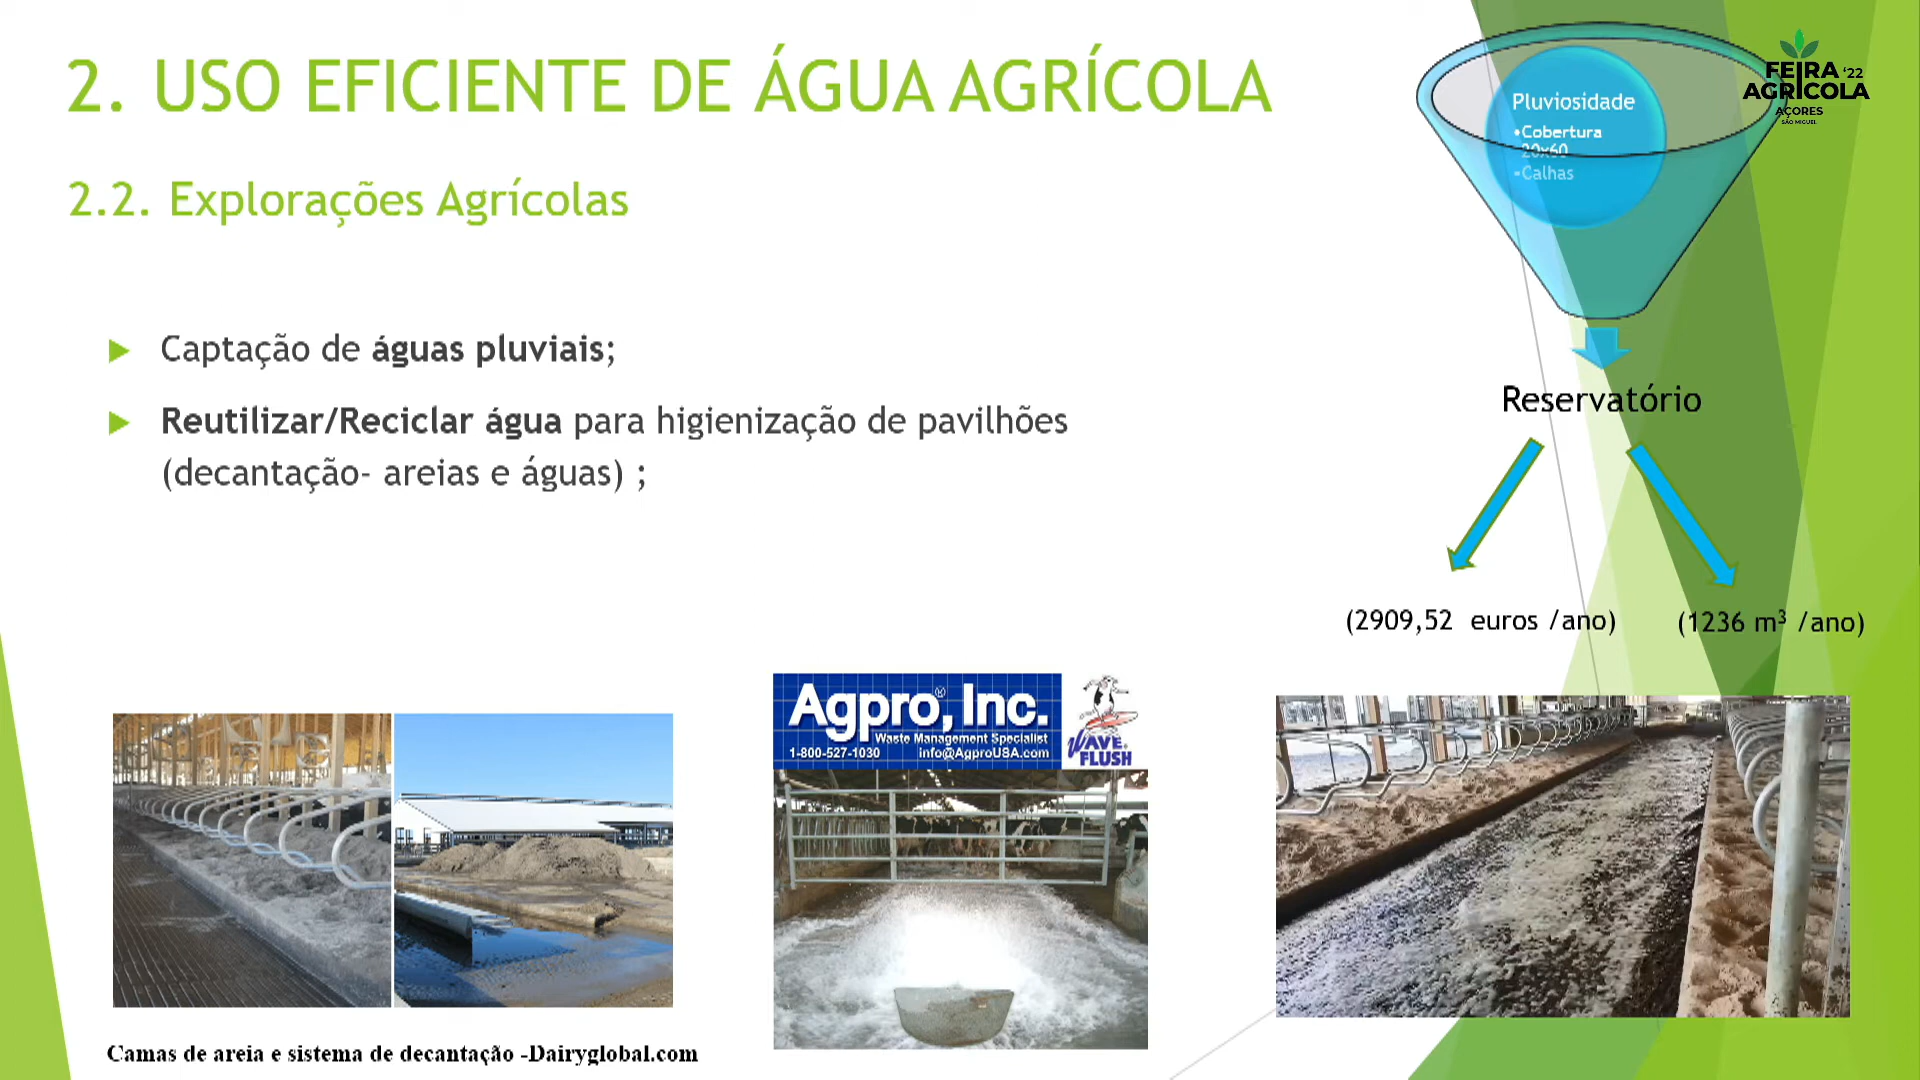 2. USO EFICIENTE DE ÁGUA AGRÍCOLA
2.2. Explorações Agrícolas
Captação de águas pluviais;
Reutilizar/Reciclar água para higienização de pavilhões
(decantação- areias e águas) ;
Pluviosidade
•Cobertura
20x60
•Calhas
FEIRA '22
AGRÍCOLA
AÇORES
SÃO MIGUEL
Reservatório
(2909,52 euros /ano)
(1236 m³ /ano)
Agpro,® Inc.
Waste Management Specialist
1-800-527-1030 info@AgproUSA.com
WAVE®
FLUSH
Camas de areia e sistema de decantação -Dairyglobal.com